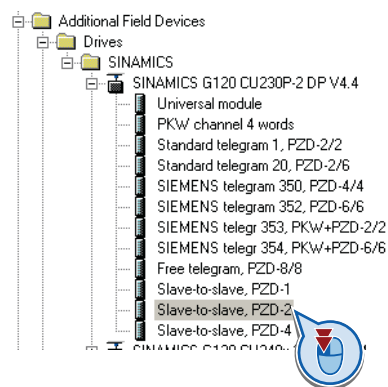 Additional Field Devices
Drives
SINAMICS
SINAMICS G120 CU230P-2 DP V4.4
Universal module
PKW channel 4 words
Standard telegram 1, PZD-2/2
Standard telegram 20, PZD-2/6
SIEMENS telegram 350, PZD-4/4
SIEMENS telegram 352, PZD-6/6
SIEMENS telegr 353, PKW+PZD-2/2
SIEMENS telegr 354, PKW+PZD-6/6
Free telegram, PZD-8/8
Slave-to-slave, PZD-1
Slave-to-slave, PZD-2
Slave-to-slave, PZD-4
SINAMICS G120